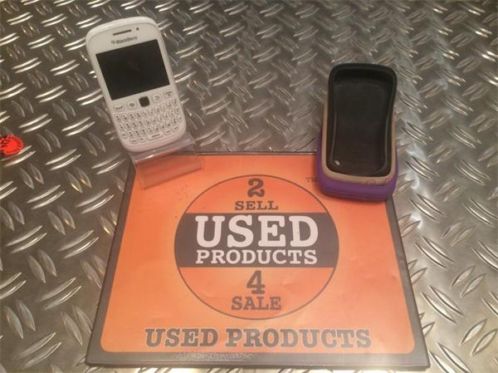 BlackBerry
2
SELL
USED
PRODUCTS
4
SALE
USED PRODUCTS